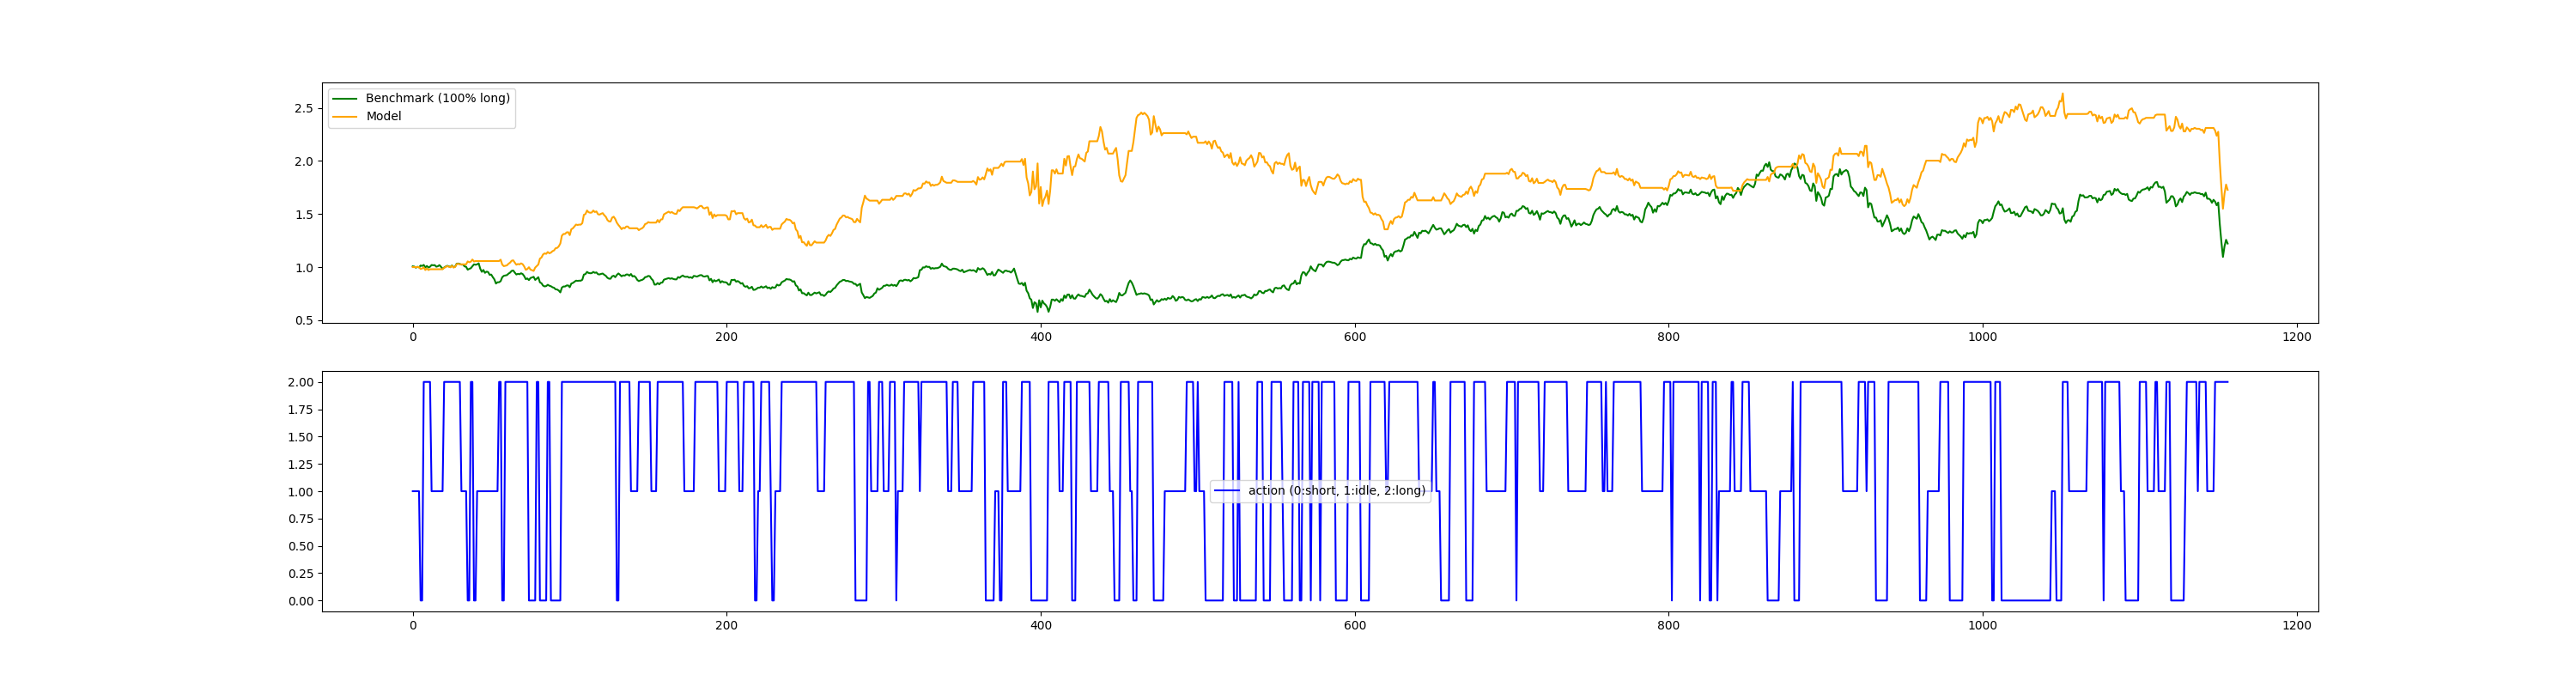 Benchmark (100% long)
Model
2.5
2.0
1.5
1.0
0.5
0 200 400 600 800 1000 1200
2.00
1.75
1.50
1.25
1.00
0.75
0.50
0.25
0.00
action (0:short, 1:idle, 2:long)
0 200 400 600 800 1000 1200